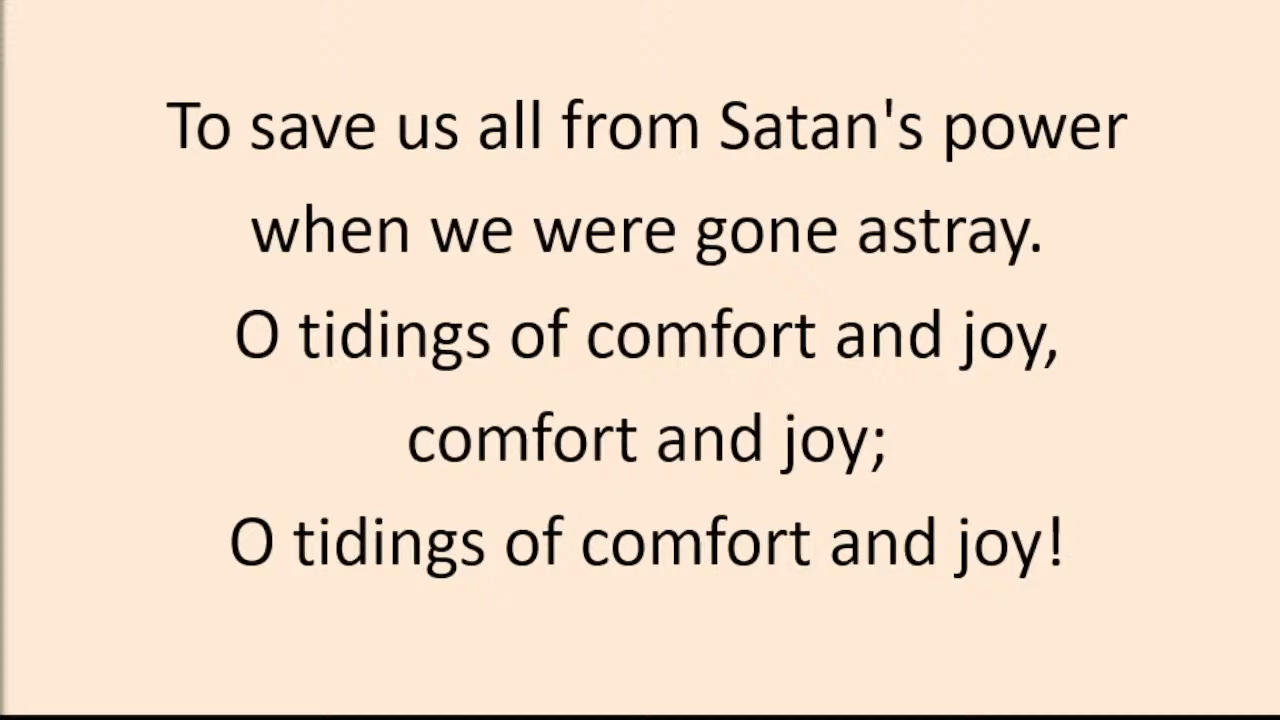 To save us all from Satan's power
when we were gone astray.
O tidings of comfort and joy,
comfort and joy;
O tidings of comfort and joy!